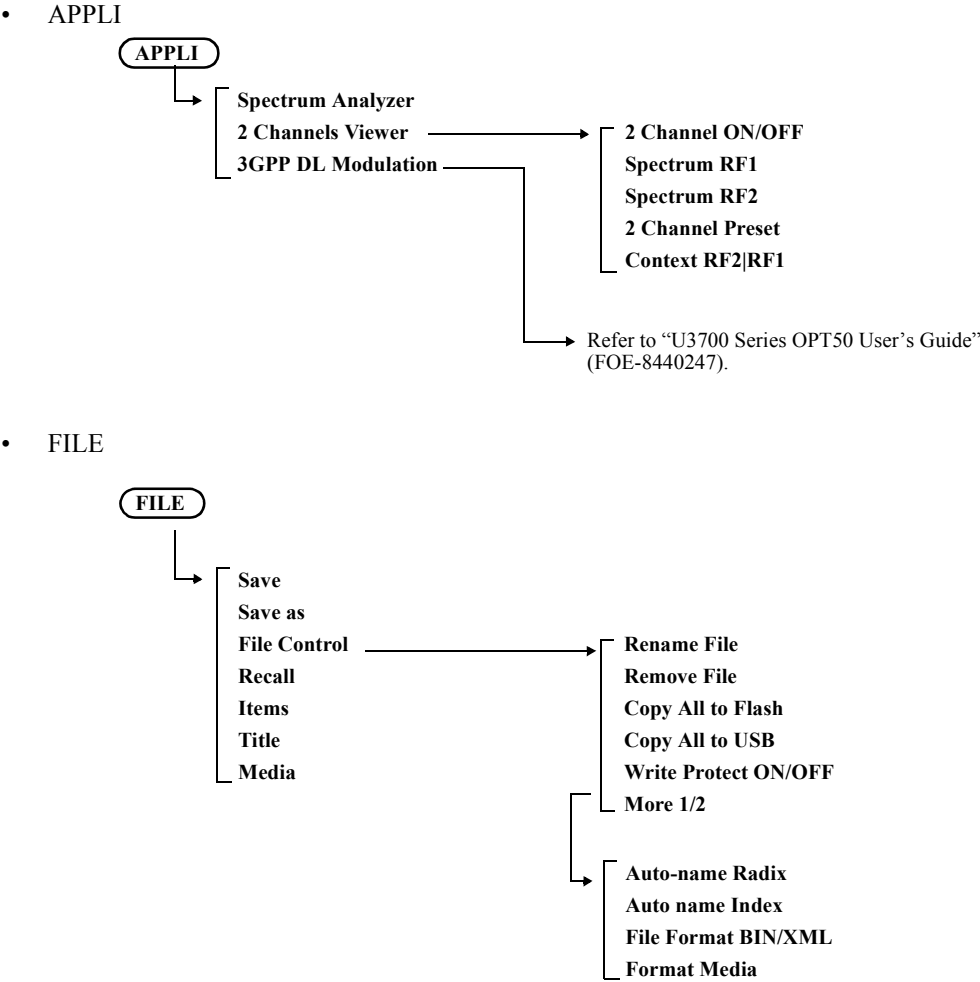 • APPLI
APPLI
Spectrum Analyzer
2 Channels Viewer
3GPP DL Modulation
2 Channel ON/OFF
Spectrum RF1
Spectrum RF2
2 Channel Preset
Context RF2|RF1
Refer to “U3700 Series OPT50 User’s Guide”
(FOE-8440247).
• FILE
FILE
Save
Save as
File Control
Recall
Items
Title
Media
Rename File
Remove File
Copy All to Flash
Copy All to USB
Write Protect ON/OFF
More 1/2
Auto-name Radix
Auto name Index
File Format BIN/XML
Format Media